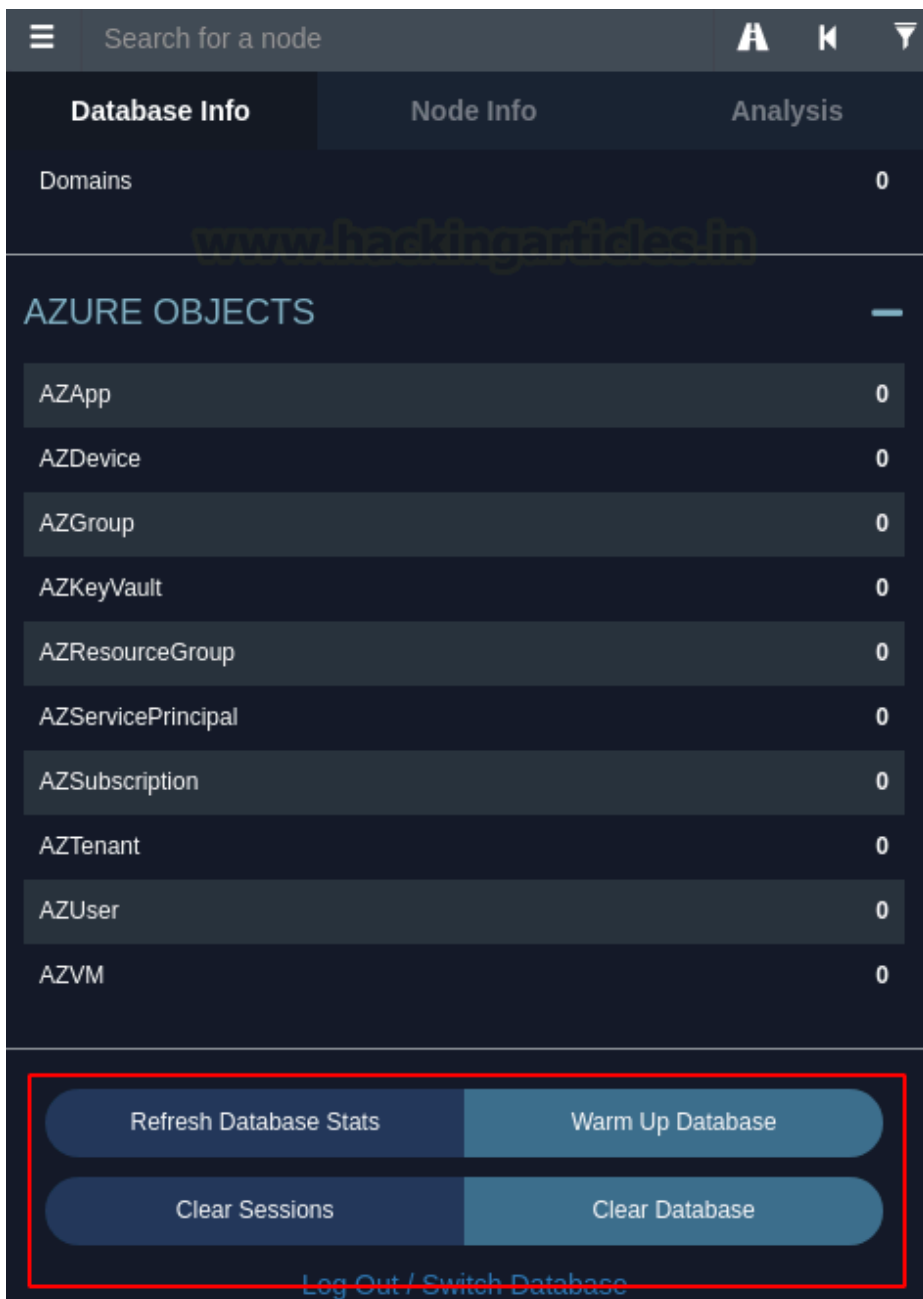 Search for a node
Database Info Node Info Analysis
Domains 0
www.hackingarticles.in
AZURE OBJECTS
AZApp 0
AZDevice 0
AZGroup 0
AZKeyVault 0
AZResourceGroup 0
AZServicePrincipal 0
AZSubscription 0
AZTenant 0
AZUser 0
AZVM 0
Refresh Database Stats Warm Up Database
Clear Sessions Clear Database
Log Out / Switch Database